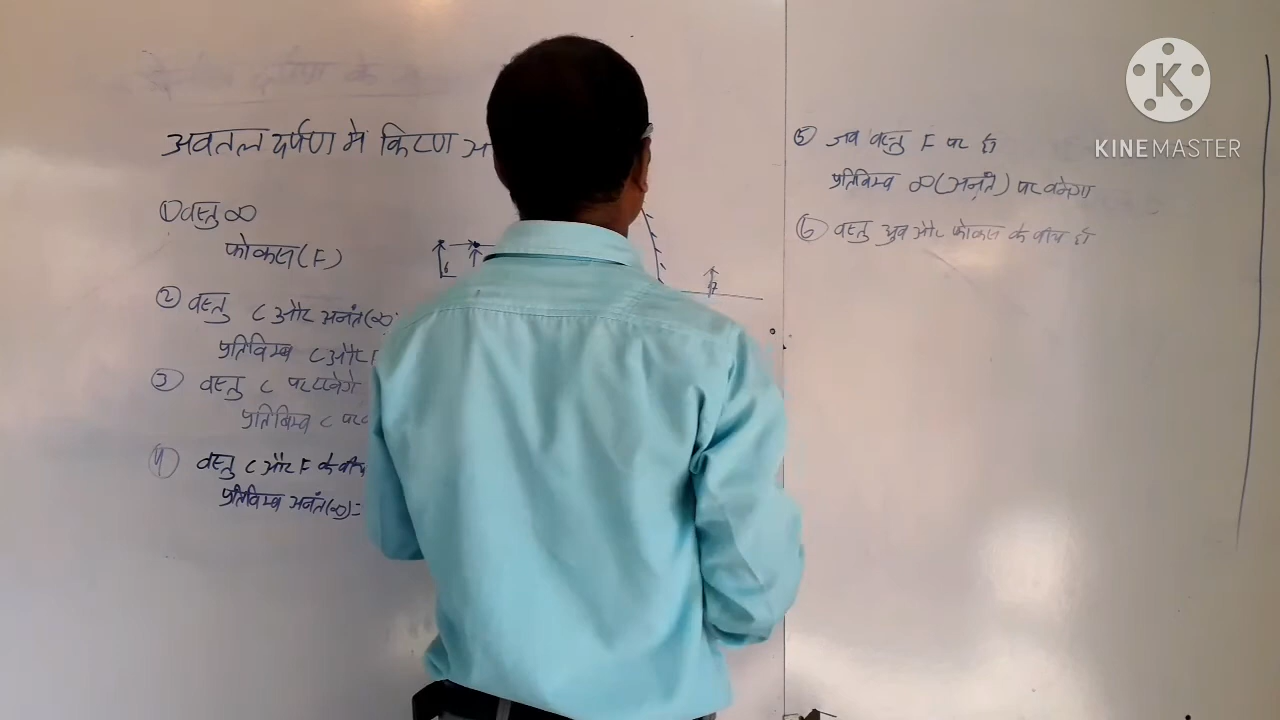 अवतल दर्पण मे किरण
① वस्तु ∞
फोकस (F)
② वस्तु C और अनंत(∞)
प्रतिबिम्ब C और F
③ वस्तु C पर
प्रतिबिम्ब C पर
④ वस्तु C और F के बीच
प्रतिबिम्ब अनंत(∞)=
⑤ जब वस्तु F पर हो
प्रतिबिम्ब ∞(अनंत) पर बनेगा
⑥ वस्तु ध्रुव और फोकस के बीच हो
K
KINEMASTER